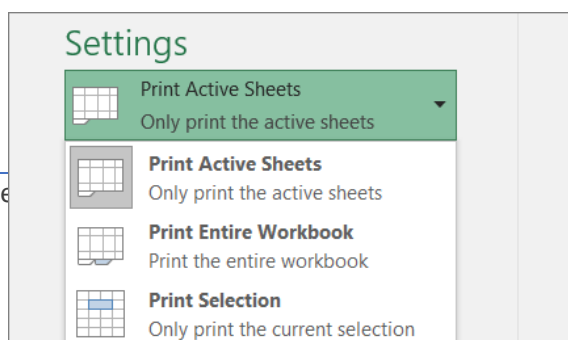 Settings
Print Active Sheets
Only print the active sheets
Print Active Sheets
Only print the active sheets
Print Entire Workbook
Print the entire workbook
Print Selection
Only print the current selection